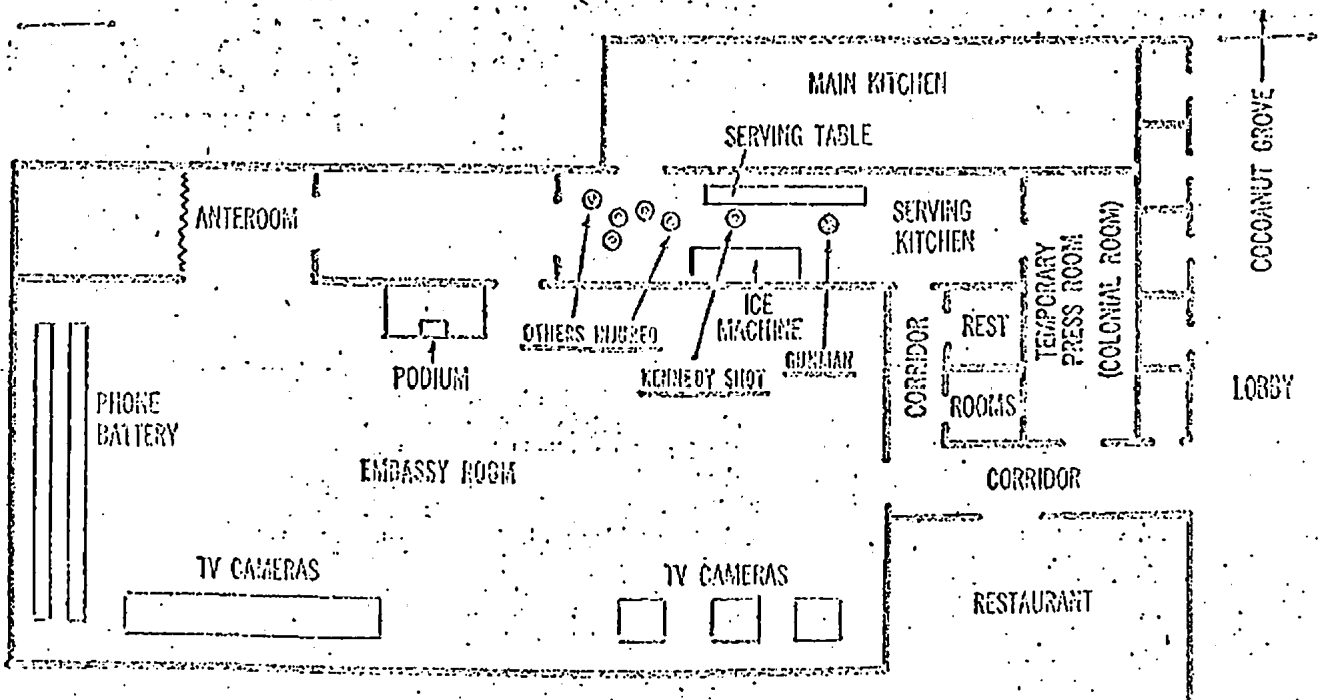 MAIN KITCHEN
SERVING TABLE
COCOANUT GROVE
ANTEROOM
SERVING
KITCHEN
TEMPORARY
PRESS ROOM
(COLONIAL ROOM)
OTHERS INJURED
ICE
MACHINE
GUNMAN
KENNEDY SHOT
CORRIDOR
REST
ROOMS
PODIUM
LOBBY
PHONE
BATTERY
EMBASSY ROOM
CORRIDOR
TV CAMERAS
TV CAMERAS
RESTAURANT